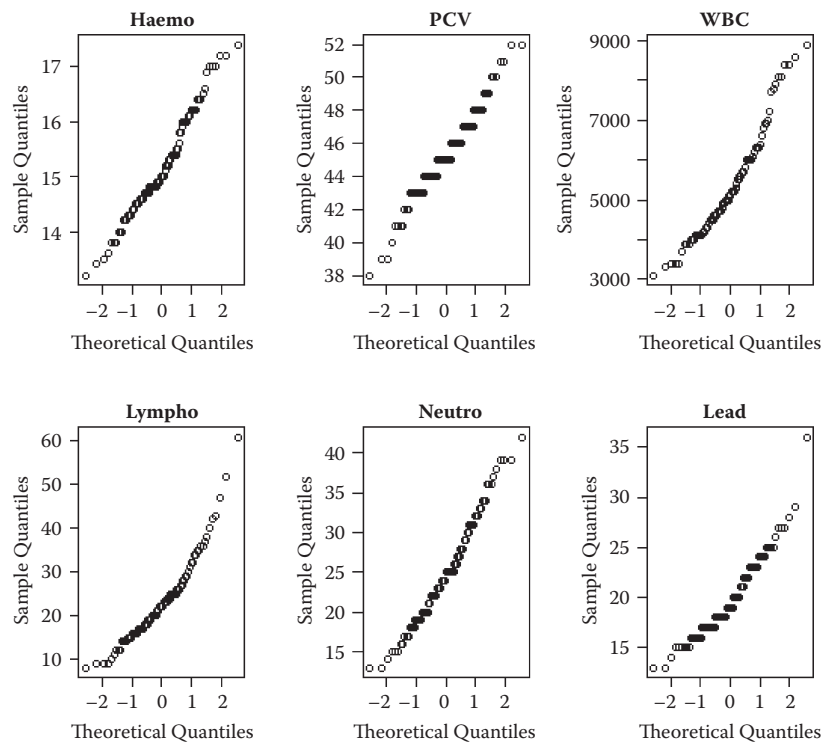 Haemo
Sample Quantiles
17
16
15
14
−2 −1 0 1 2
Theoretical Quantiles
PCV
Sample Quantiles
52
50
48
46
44
42
40
38
−2 −1 0 1 2
Theoretical Quantiles
WBC
Sample Quantiles
9000
7000
5000
3000
−2 −1 0 1 2
Theoretical Quantiles
Lympho
Sample Quantiles
60
50
40
30
20
10
−2 −1 0 1 2
Theoretical Quantiles
Neutro
Sample Quantiles
40
35
30
25
20
15
−2 −1 0 1 2
Theoretical Quantiles
Lead
Sample Quantiles
35
30
25
20
15
−2 −1 0 1 2
Theoretical Quantiles